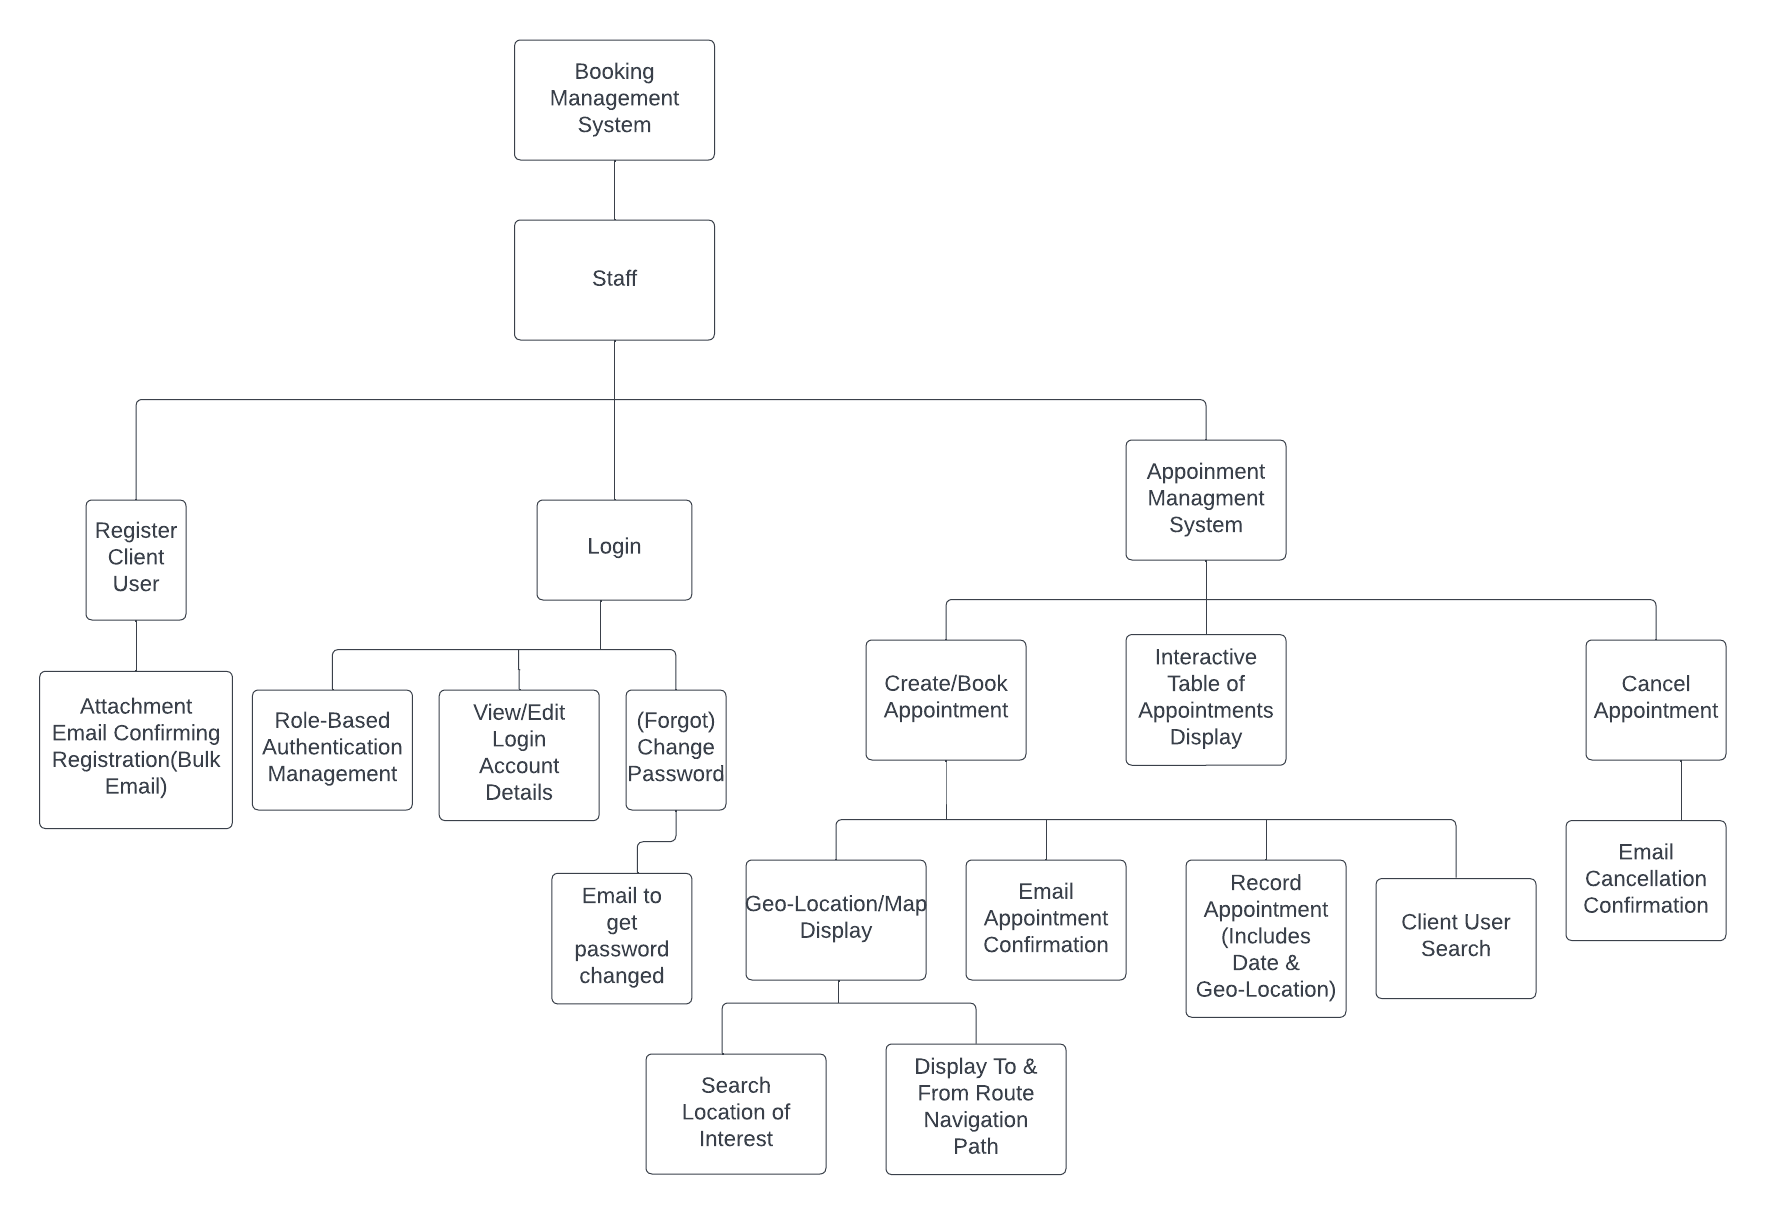 Booking
Management
System
Staff
Register
Client
User
Login
Appoinment
Managment
System
Attachment
Email Confirming
Registration(Bulk
Email)
Role-Based
Authentication
Management
View/Edit
Login
Account
Details
(Forgot)
Change
Password
Create/Book
Appointment
Interactive
Table of
Appointments
Display
Cancel
Appointment
Email to
get
password
changed
Geo-Location/Map
Display
Email
Appointment
Confirmation
Record
Appointment
(Includes
Date &
Geo-Location)
Client User
Search
Email
Cancellation
Confirmation
Search
Location of
Interest
Display To &
From Route
Navigation
Path